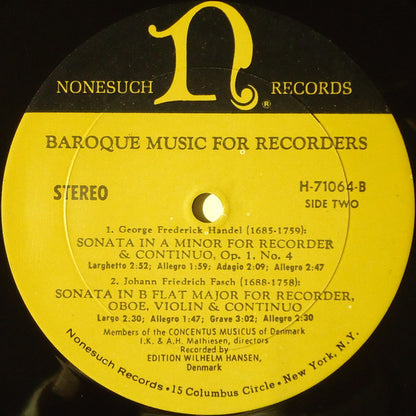 n
®
NONESUCH RECORDS
BAROQUE MUSIC FOR RECORDERS
STEREO
H-71064-B
SIDE TWO
1. George Frederick Handel (1685-1759):
SONATA IN A MINOR FOR RECORDER
& CONTINUO, Op. 1, No. 4
Larghetto 2:52; Allegro 1:59; Adagio 2:09; Allegro 2:47
2. Johann Friedrich Fasch (1688-1758):
SONATA IN B FLAT MAJOR FOR RECORDER,
OBOE, VIOLIN & CONTINUO
Largo 2:30; Allegro 1:47; Grave 3:02; Allegro 2:30
Members of the CONCENTUS MUSICUS of Denmark
I.K. & A.H. Mathiesen, directors
Recorded by
EDITION WILHELM HANSEN,
Denmark
Nonesuch Records • 15 Columbus Circle • New York, N.Y.